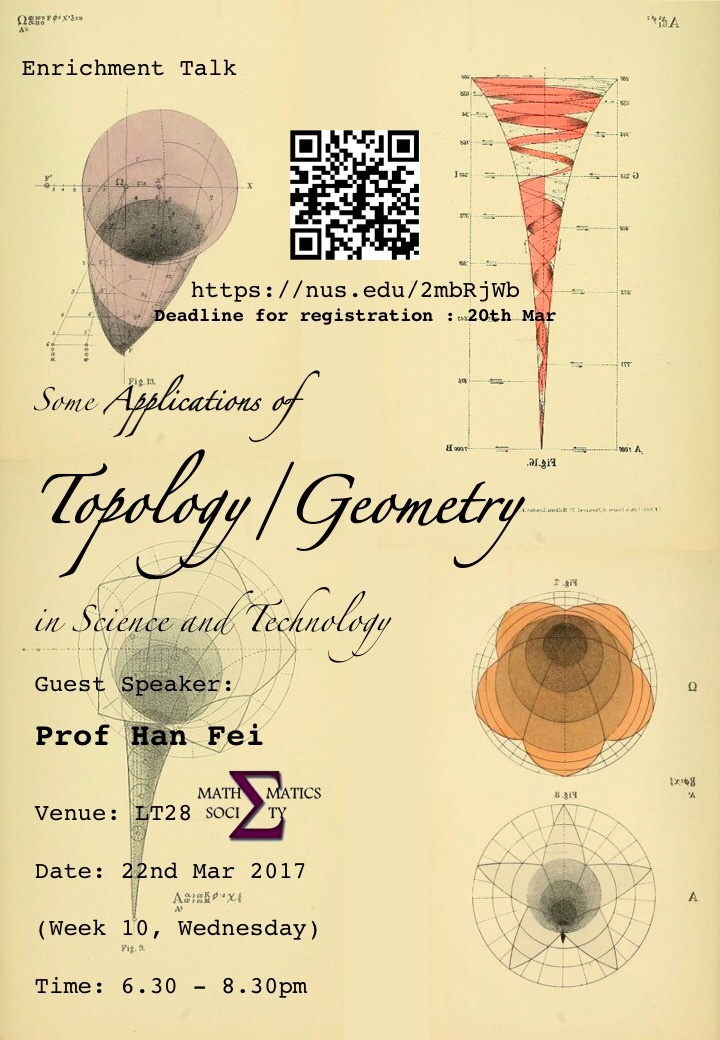 Enrichment Talk
https://nus.edu/2mbRjWb
Deadline for registration : 20th Mar
Fig.13.
Fig.16.
Some Applications of
Topology/Geometry
in Science and Technology
Fig. 7.
Guest Speaker:
Prof Han Fei
MATH MATICS
SOCI TY
Fig.8.
Venue: LT28
Date: 22nd Mar 2017
(Week 10, Wednesday)
Fig. 9.
Time: 6.30 - 8.30pm